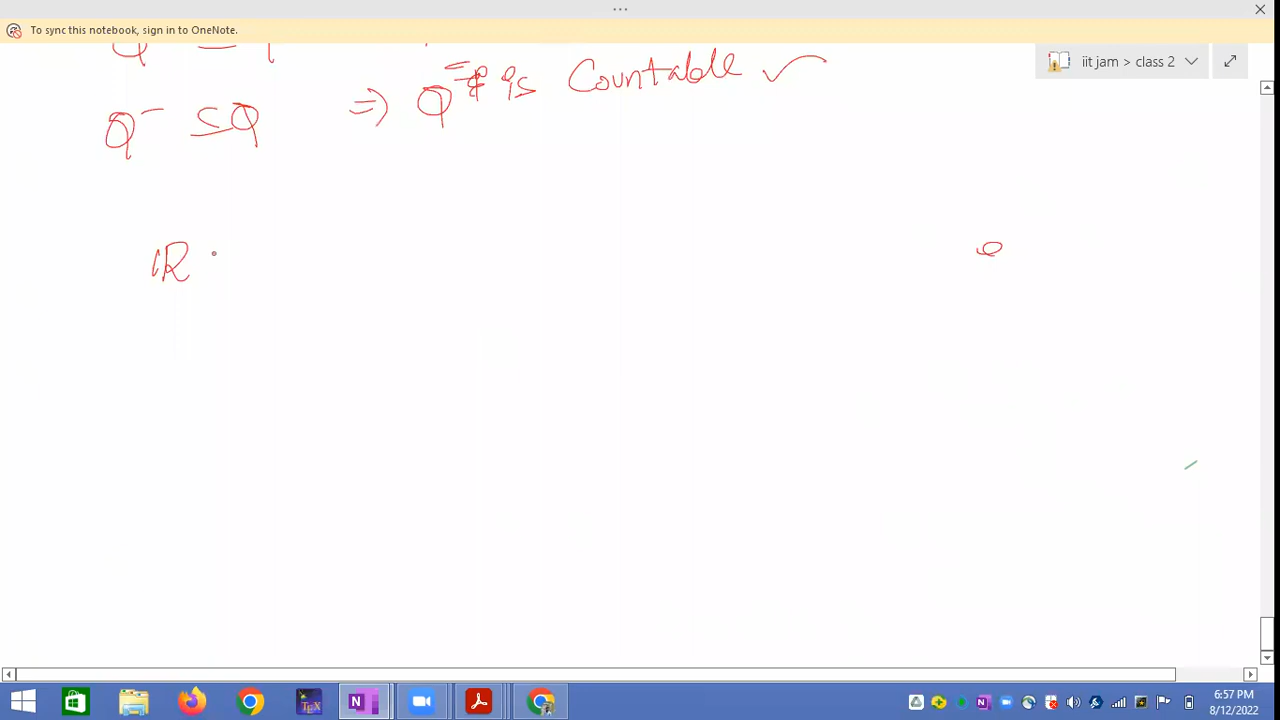 To sync this notebook, sign in to OneNote.
iit jam > class 2
Q⁻ ⊆ Q ⇒ Q⁻ is Countable ✓
ℝ
6:57 PM
8/12/2022